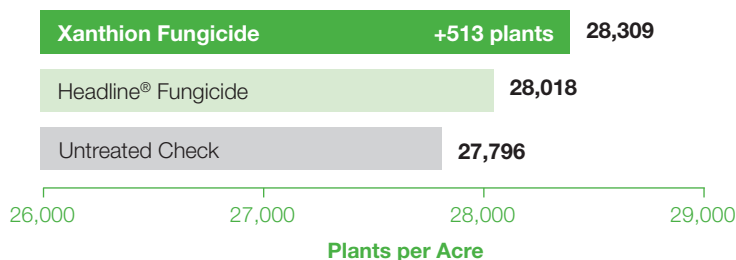 Xanthion Fungicide +513 plants 28,309
Headline® Fungicide 28,018
Untreated Check 27,796
26,000 27,000 28,000 29,000
Plants per Acre